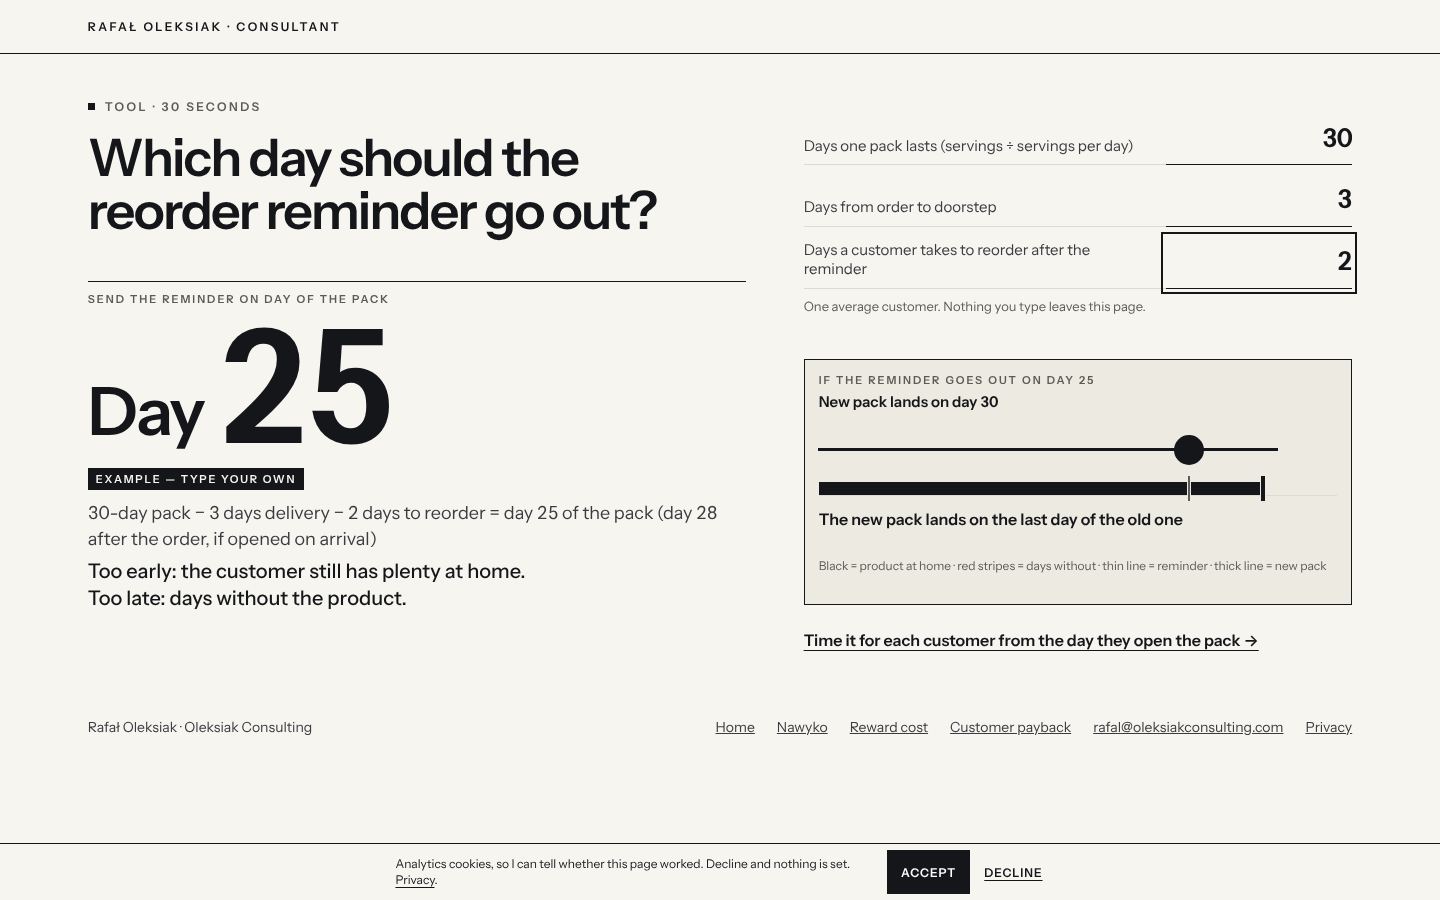 RAFAŁ OLEKSIAK · CONSULTANT
TOOL · 30 SECONDS
Which day should the
reorder reminder go out?
SEND THE REMINDER ON DAY OF THE PACK
Day 25
EXAMPLE — TYPE YOUR OWN
30-day pack − 3 days delivery − 2 days to reorder = day 25 of the pack (day 28
after the order, if opened on arrival)
Too early: the customer still has plenty at home.
Too late: days without the product.
Days one pack lasts (servings ÷ servings per day) 30
Days from order to doorstep 3
Days a customer takes to reorder after the
reminder 2
One average customer. Nothing you type leaves this page.
IF THE REMINDER GOES OUT ON DAY 25
New pack lands on day 30
The new pack lands on the last day of the old one
Black = product at home · red stripes = days without · thin line = reminder · thick line = new pack
Time it for each customer from the day they open the pack →
Rafał Oleksiak · Oleksiak Consulting
Home Nawyko Reward cost Customer payback rafal@oleksiakconsulting.com Privacy
Analytics cookies, so I can tell whether this page worked. Decline and nothing is set.
Privacy.
ACCEPT DECLINE